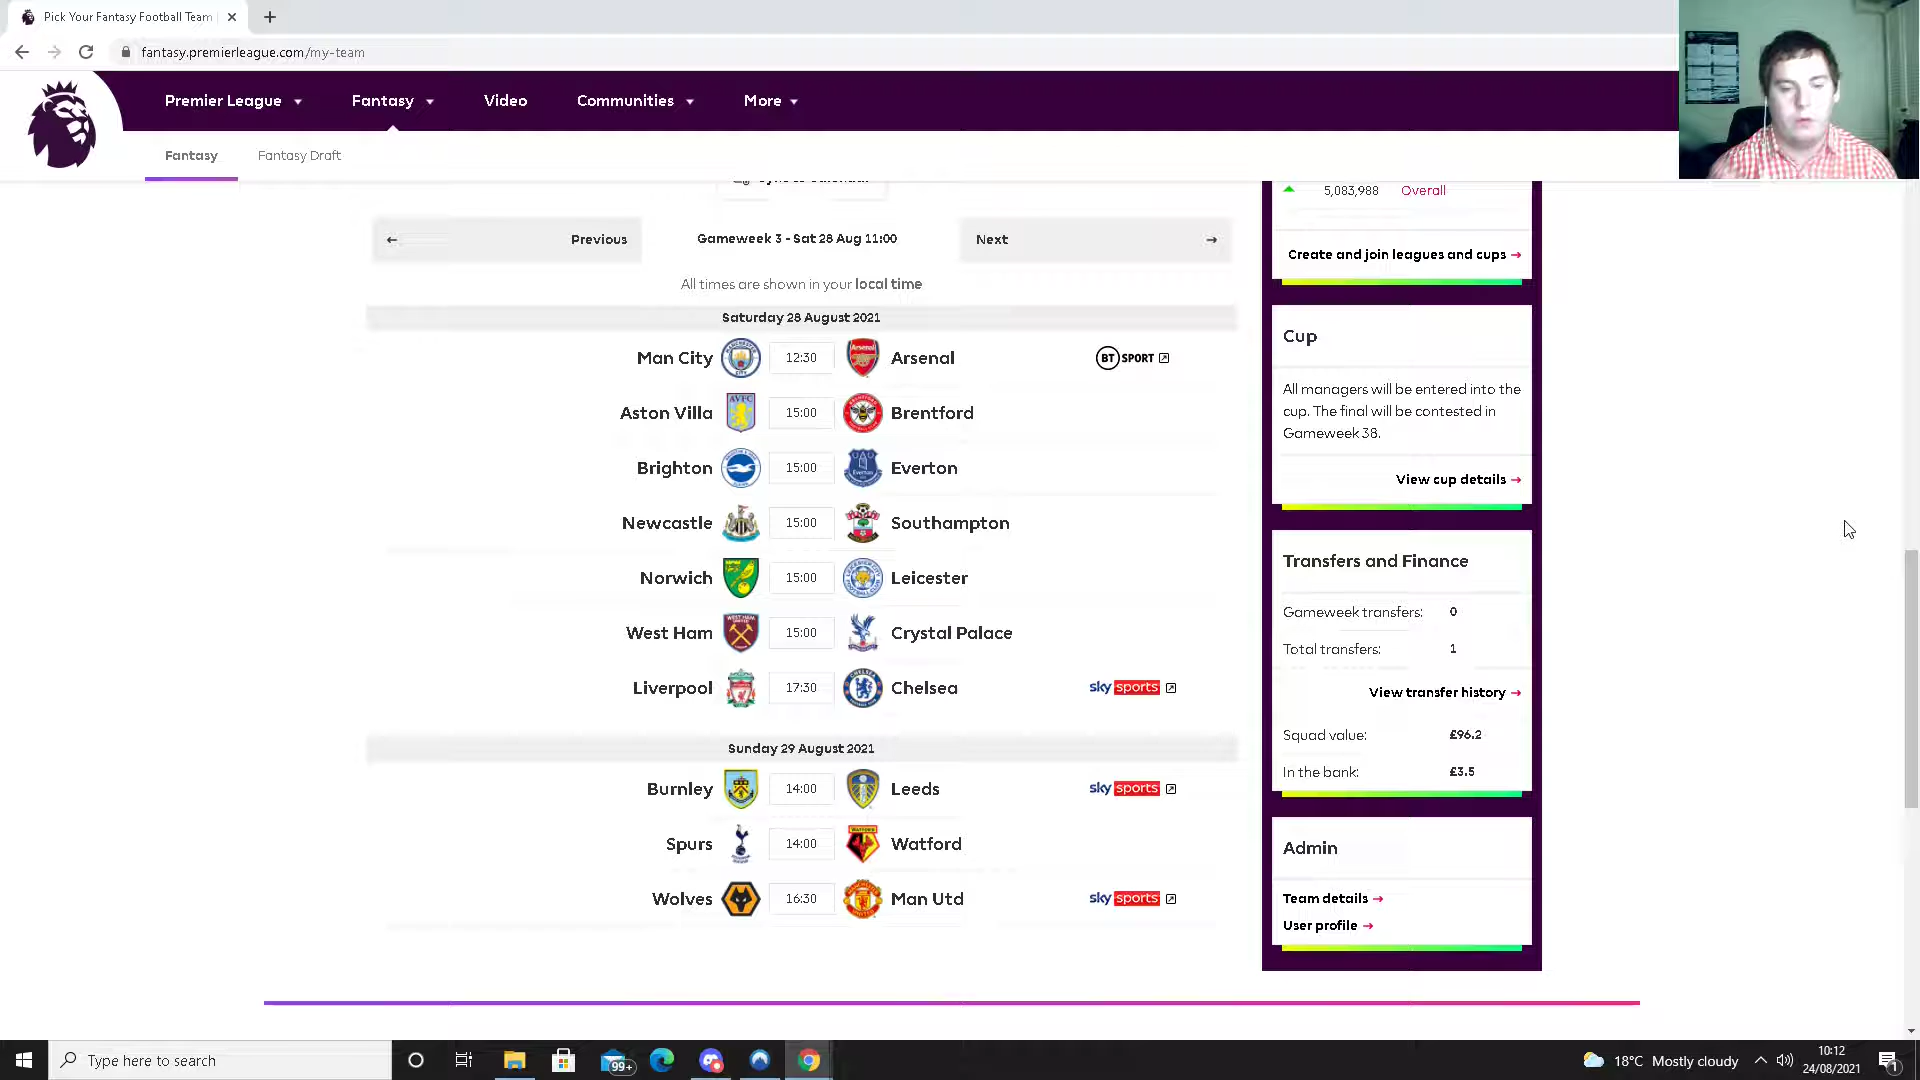 Pick Your Fantasy Football Team
fantasy.premierleague.com/my-team
Premier League
Fantasy
Video
Communities
More
Fantasy
Fantasy Draft
5,083,988 Overall
Create and join leagues and cups →
← Previous
Gameweek 3 - Sat 28 Aug 11:00
Next →
All times are shown in your local time
Saturday 28 August 2021
Man City 12:30 Arsenal BT SPORT
Aston Villa AVFC 15:00 Brentford
Brighton 15:00 Everton
Newcastle 15:00 Southampton
Norwich 15:00 Leicester
West Ham 15:00 Crystal Palace
Liverpool 17:30 Chelsea sky sports
Sunday 29 August 2021
Burnley 14:00 Leeds sky sports
Spurs 14:00 Watford
Wolves 16:30 Man Utd sky sports
Cup
All managers will be entered into the
cup. The final will be contested in
Gameweek 38.
View cup details →
Transfers and Finance
Gameweek transfers: 0
Total transfers: 1
View transfer history →
Squad value: £96.2
In the bank: £3.5
Admin
Team details →
User profile →
Type here to search
99+
18°C Mostly cloudy
10:12
24/08/2021
1